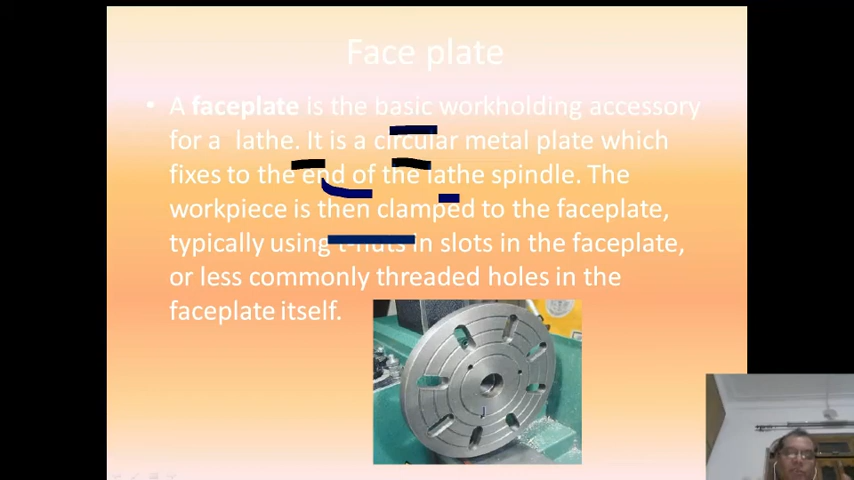 Face plate
• A faceplate is the basic workholding accessory
for a lathe. It is a circular metal plate which
fixes to the end of the lathe spindle. The
workpiece is then clamped to the faceplate,
typically using t-nuts in slots in the faceplate,
or less commonly threaded holes in the
faceplate itself.